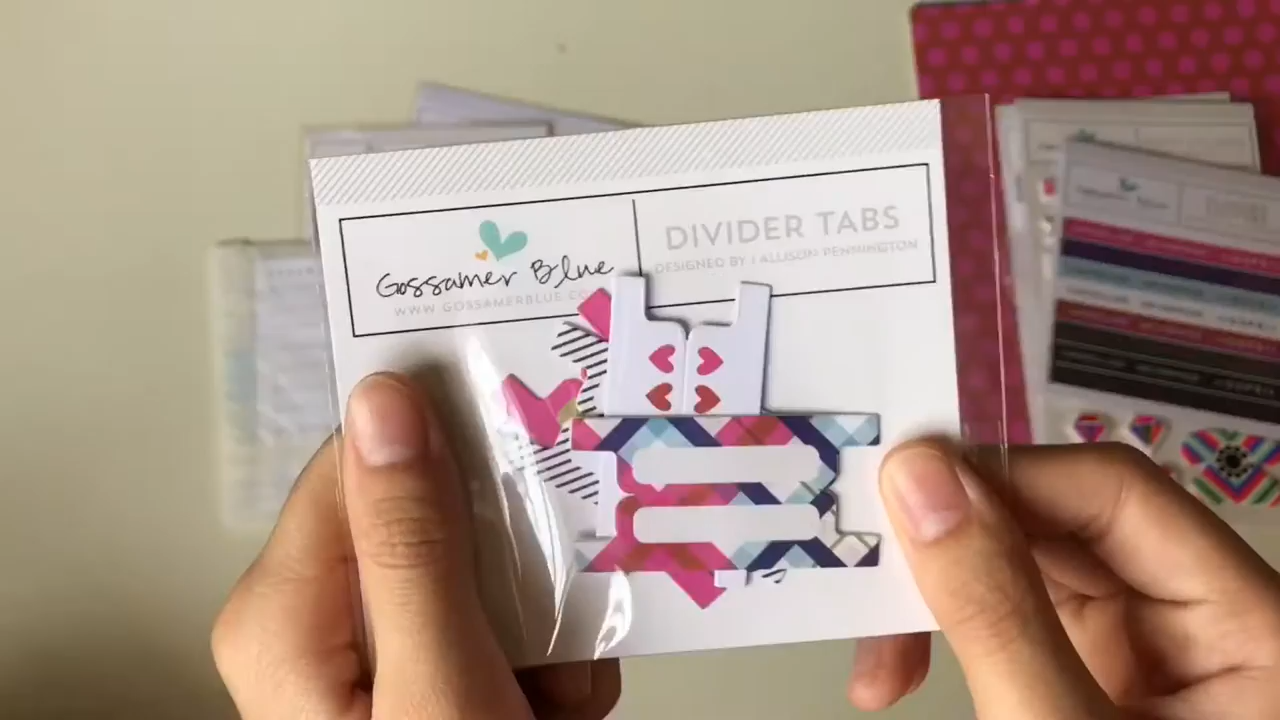 Gossamer Blue
WWW.GOSSAMERBLUE.CO
DIVIDER TABS
DESIGNED BY | ALLISON PENNINGTON